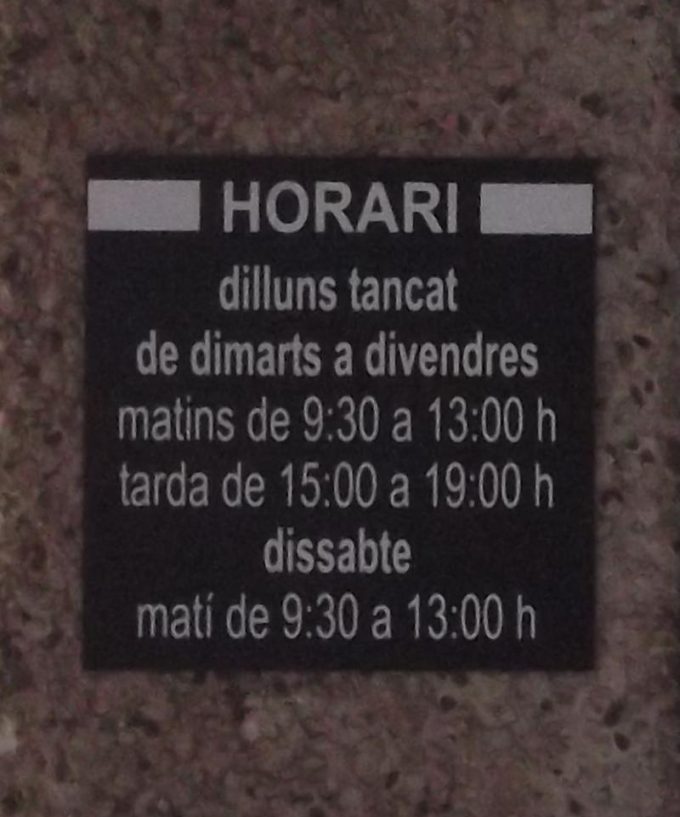 HORARI
dilluns tancat
de dimarts a divendres
matins de 9:30 a 13:00 h
tarda de 15:00 a 19:00 h
dissabte
matí de 9:30 a 13:00 h